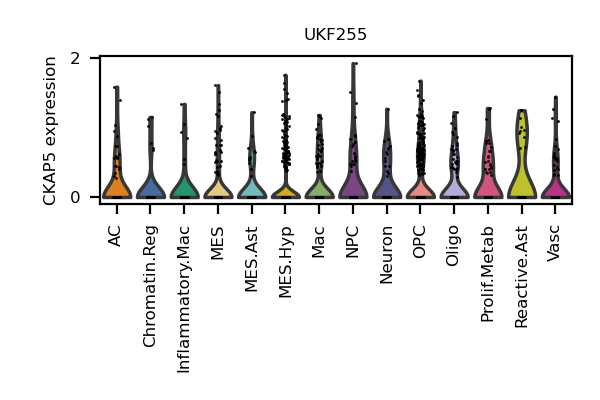 UKF255
CKAP5 expression
2
0
AC
Chromatin.Reg
Inflammatory.Mac
MES
MES.Ast
MES.Hyp
Mac
NPC
Neuron
OPC
Oligo
Prolif.Metab
Reactive.Ast
Vasc